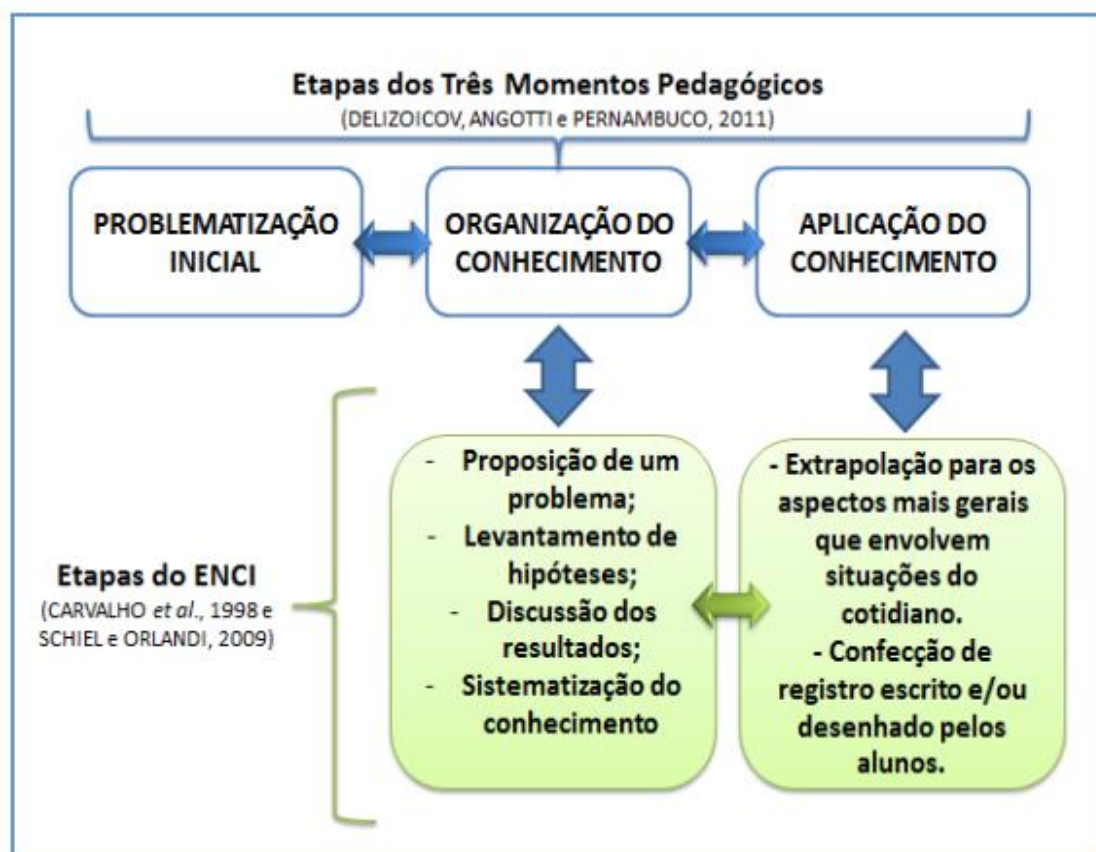 Etapas dos Três Momentos Pedagógicos
(DELIZOICOV, ANGOTTI e PERNAMBUCO, 2011)
PROBLEMATIZAÇÃO
INICIAL
ORGANIZAÇÃO DO
CONHECIMENTO
APLICAÇÃO DO
CONHECIMENTO
Etapas do ENCI
(CARVALHO et al., 1998 e
SCHIEL e ORLANDI, 2009)
- Proposição de um
problema;
- Levantamento de
hipóteses;
- Discussão dos
resultados;
- Sistematização do
conhecimento
- Extrapolação para os
aspectos mais gerais
que envolvem
situações do
cotidiano.
- Confecção de
registro escrito e/ou
desenhado pelos
alunos.